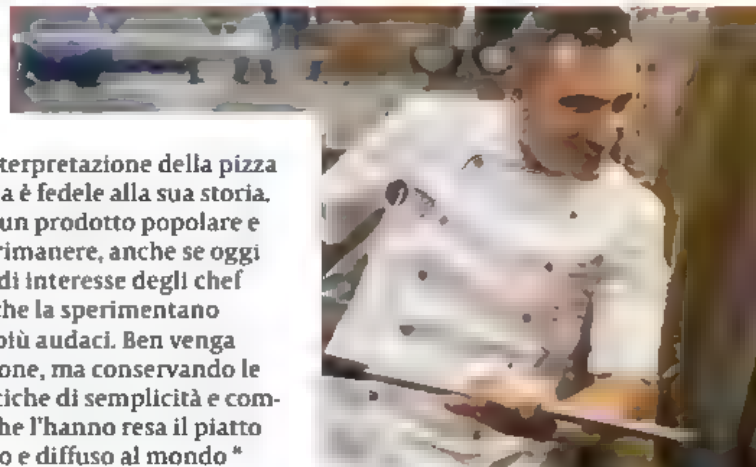 terpretazione della pizza
a è fedele alla sua storia.
un prodotto popolare e
rimanere, anche se oggi
di interesse degli chef
che la sperimentano
più audaci. Ben venga
one, ma conservando le
tiche di semplicità e com-
he l'hanno resa il piatto
o e diffuso al mondo "